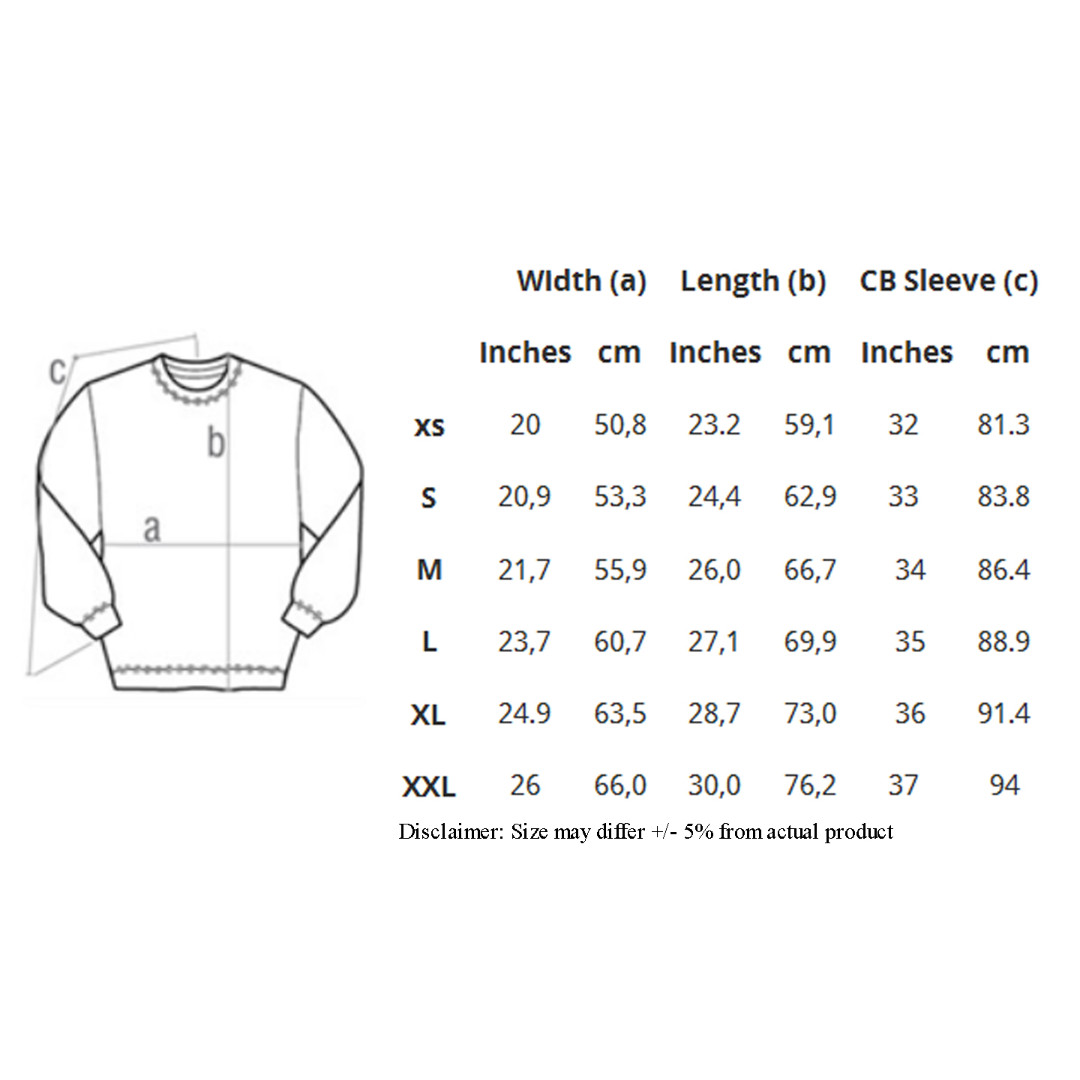 WIdth (a) Length (b) CB Sleeve (c)
Inches cm Inches cm Inches cm
c
xs 20 50,8 23.2 59,1 32 81.3
b
S 20,9 53,3 24,4 62,9 33 83.8
a
M 21,7 55,9 26,0 66,7 34 86.4
L 23,7 60,7 27,1 69,9 35 88.9
XL 24.9 63,5 28,7 73,0 36 91.4
XXL 26 66,0 30,0 76,2 37 94
Disclaimer: Size may differ +/- 5% from actual product